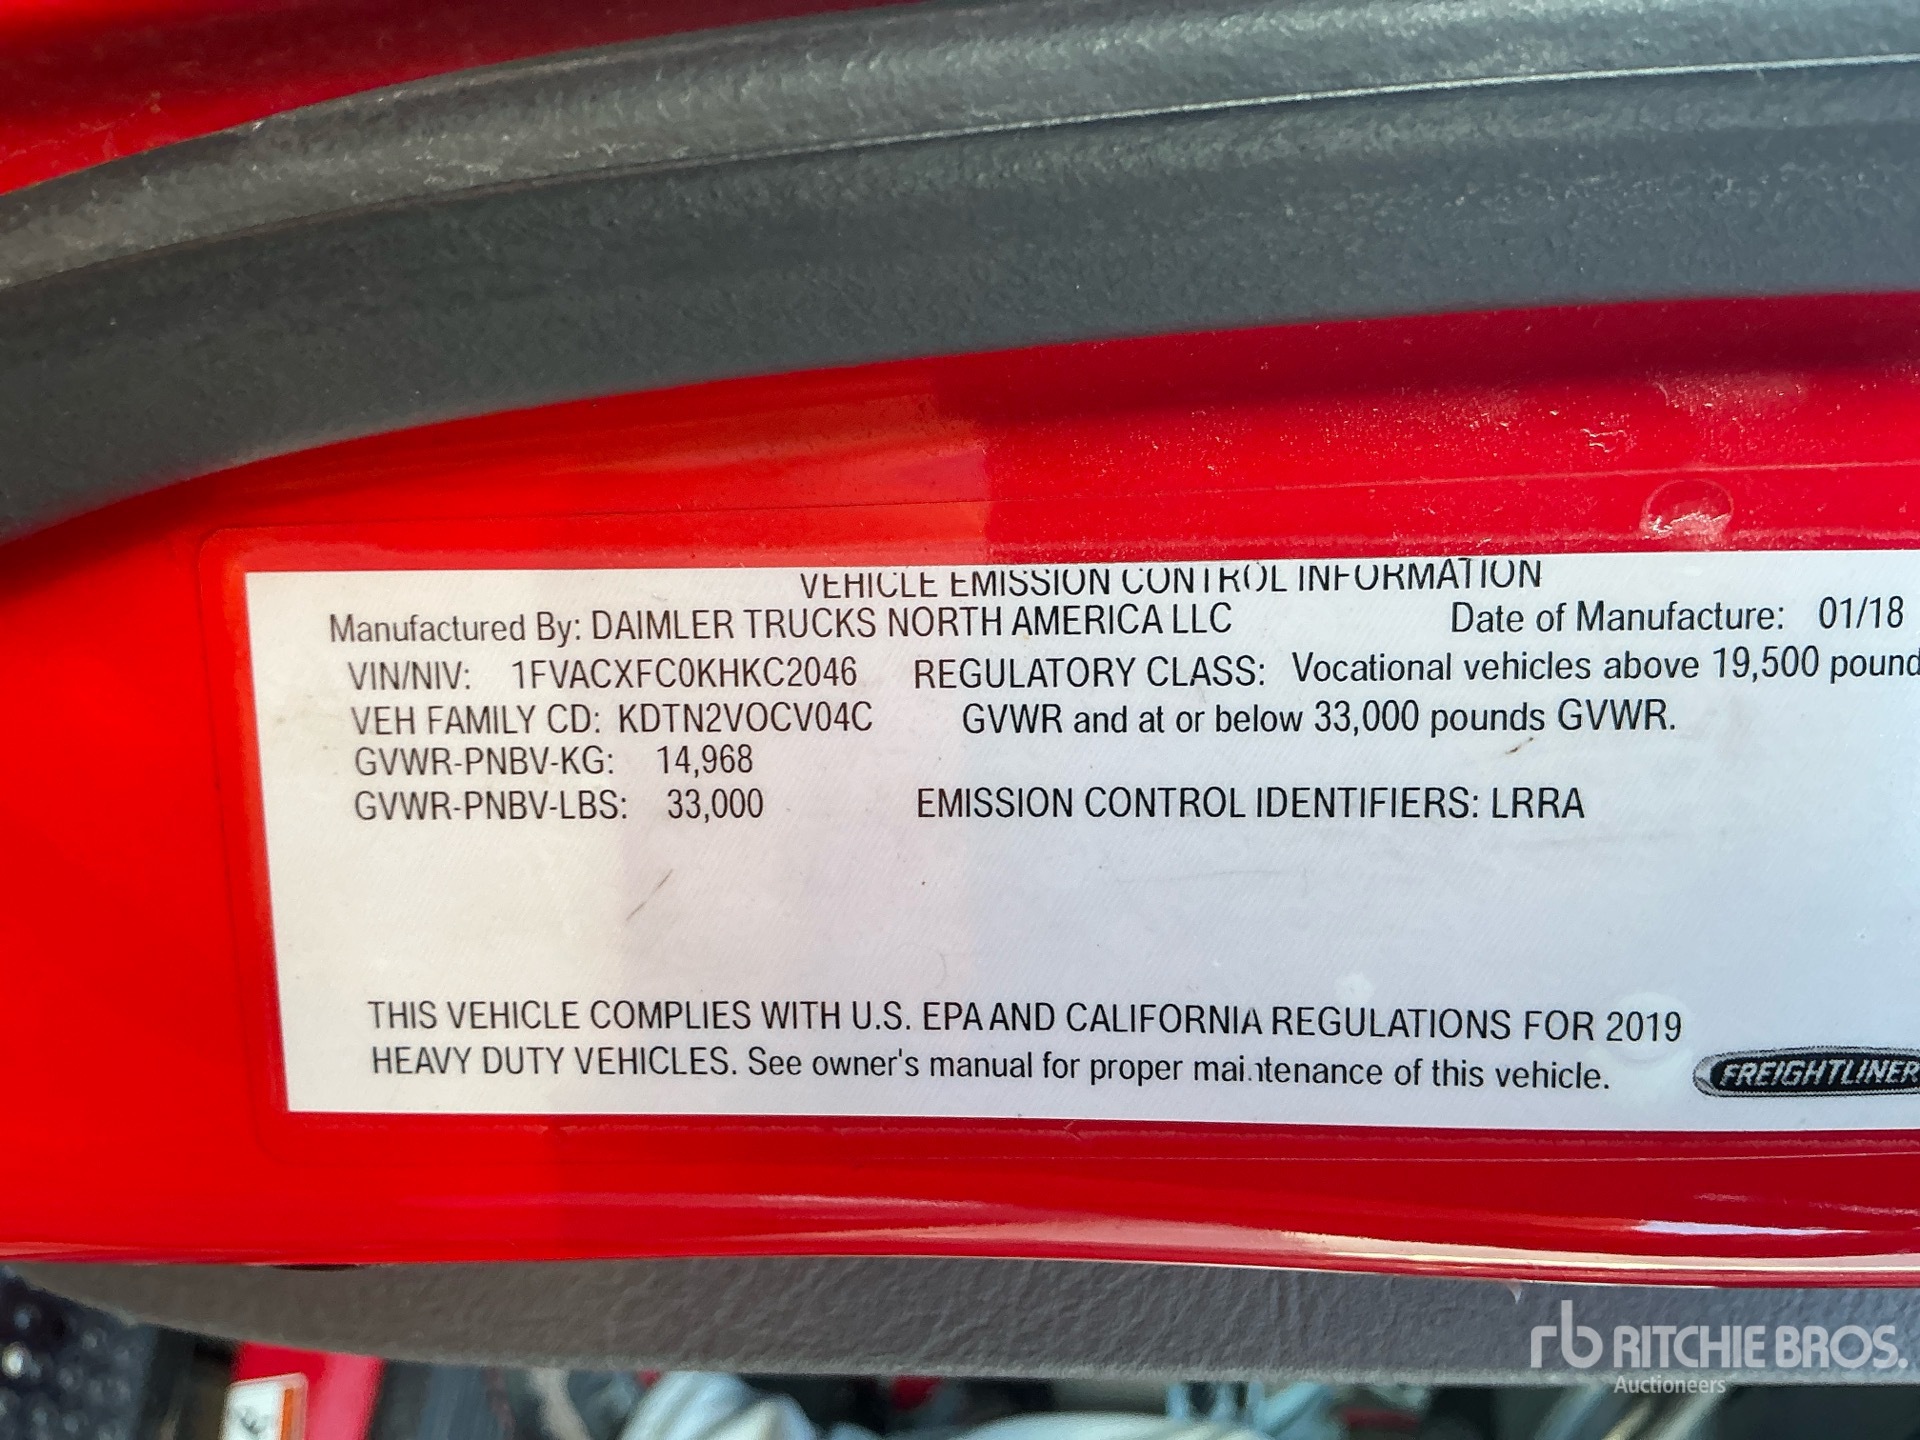 VEHICLE EMISSION CONTROL INFORMATION
Manufactured By: DAIMLER TRUCKS NORTH AMERICA LLC Date of Manufacture: 01/18
VIN/NIV: 1FVACXFC0KHKC2046 REGULATORY CLASS: Vocational vehicles above 19,500 pound
VEH FAMILY CD: KDTN2VOCV04C GVWR and at or below 33,000 pounds GVWR.
GVWR-PNBV-KG: 14,968
GVWR-PNBV-LBS: 33,000 EMISSION CONTROL IDENTIFIERS: LRRA
THIS VEHICLE COMPLIES WITH U.S. EPA AND CALIFORNIA REGULATIONS FOR 2019
HEAVY DUTY VEHICLES. See owner's manual for proper maintenance of this vehicle.
FREIGHTLINER
rb RITCHIE BROS.
Auctioneers